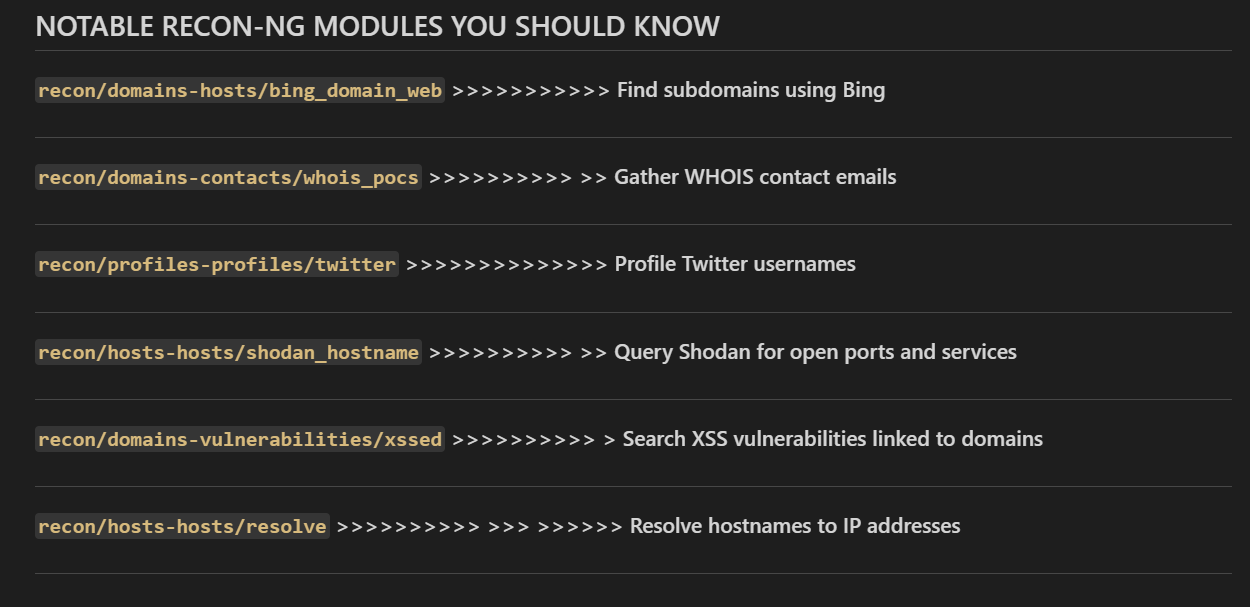 NOTABLE RECON-NG MODULES YOU SHOULD KNOW
recon/domains-hosts/bing_domain_web >>>>>>>>>>> Find subdomains using Bing
recon/domains-contacts/whois_pocs >>>>>>>>>> >> Gather WHOIS contact emails
recon/profiles-profiles/twitter >>>>>>>>>>>>>> Profile Twitter usernames
recon/hosts-hosts/shodan_hostname >>>>>>>>>> >> Query Shodan for open ports and services
recon/domains-vulnerabilities/xssed >>>>>>>>>> > Search XSS vulnerabilities linked to domains
recon/hosts-hosts/resolve >>>>>>>>>> >>> >>>>>> Resolve hostnames to IP addresses